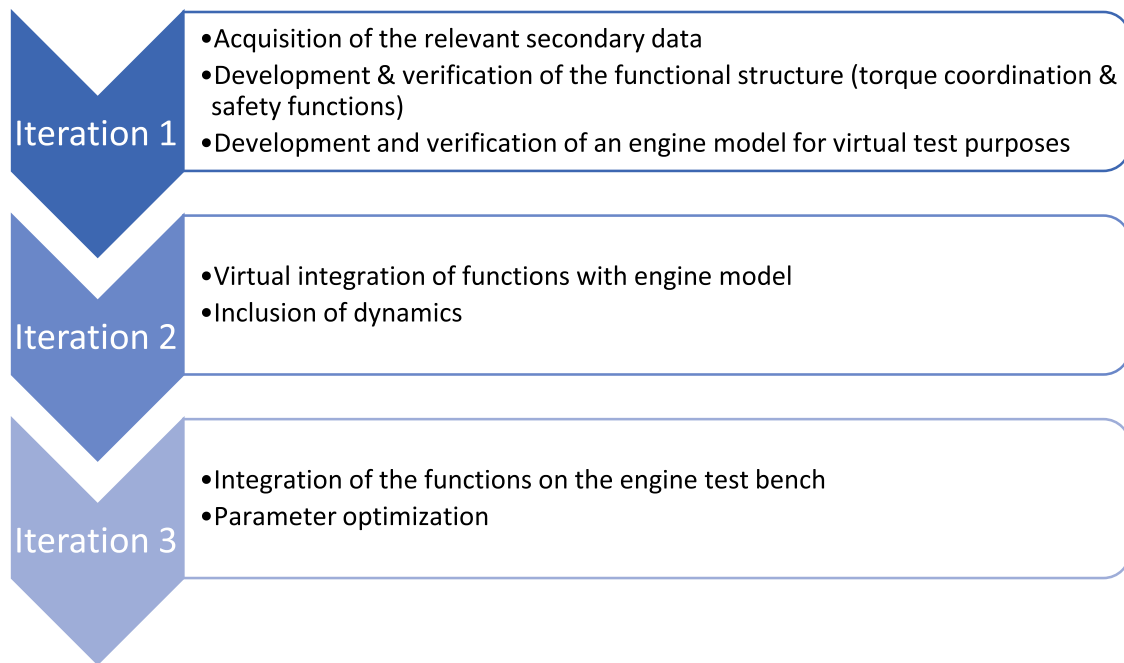 Iteration 1
•Acquisition of the relevant secondary data
•Development & verification of the functional structure (torque coordination &
safety functions)
•Development and verification of an engine model for virtual test purposes
Iteration 2
•Virtual integration of functions with engine model
•Inclusion of dynamics
Iteration 3
•Integration of the functions on the engine test bench
•Parameter optimization